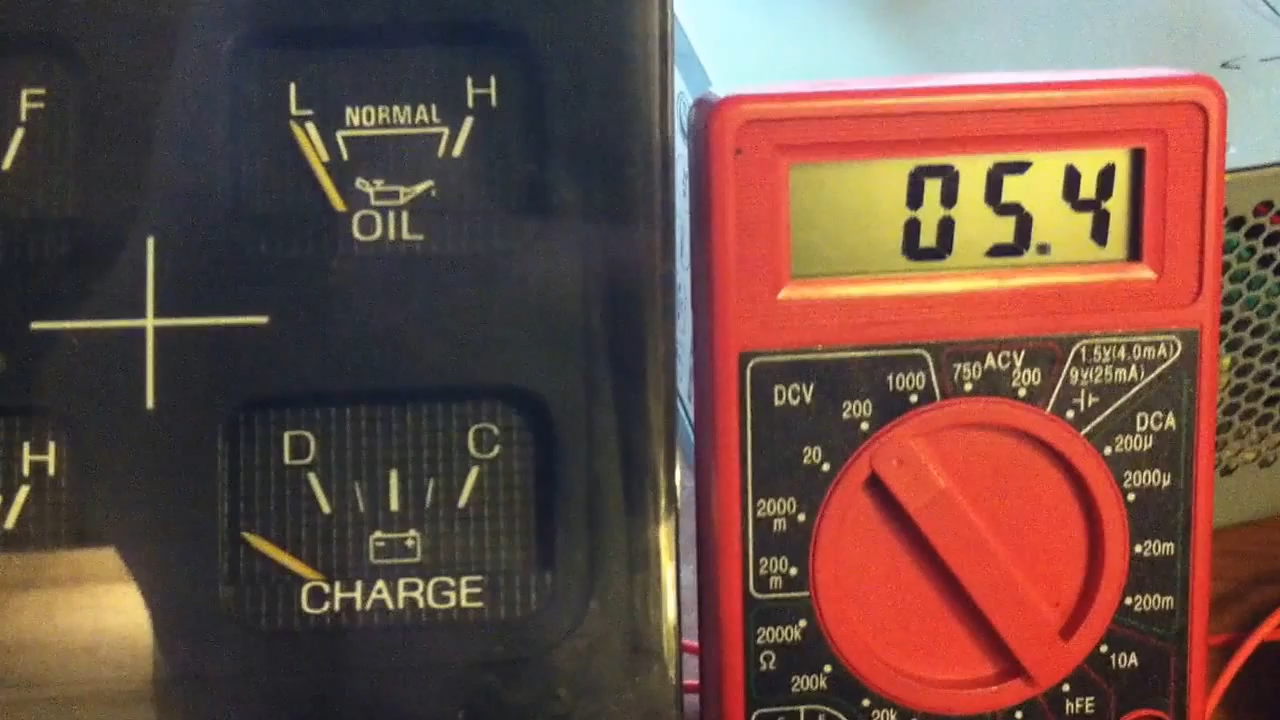 F
L NORMAL H
OIL
H
D C
CHARGE
05.4
DCV
1000
200
20
2000
m
200
m
750 ACV 200
1.5V(4.0mA)
9V(25mA)
DCA
200µ
2000µ
20m
200m
10A
hFE
2000k
Ω
200k
20k